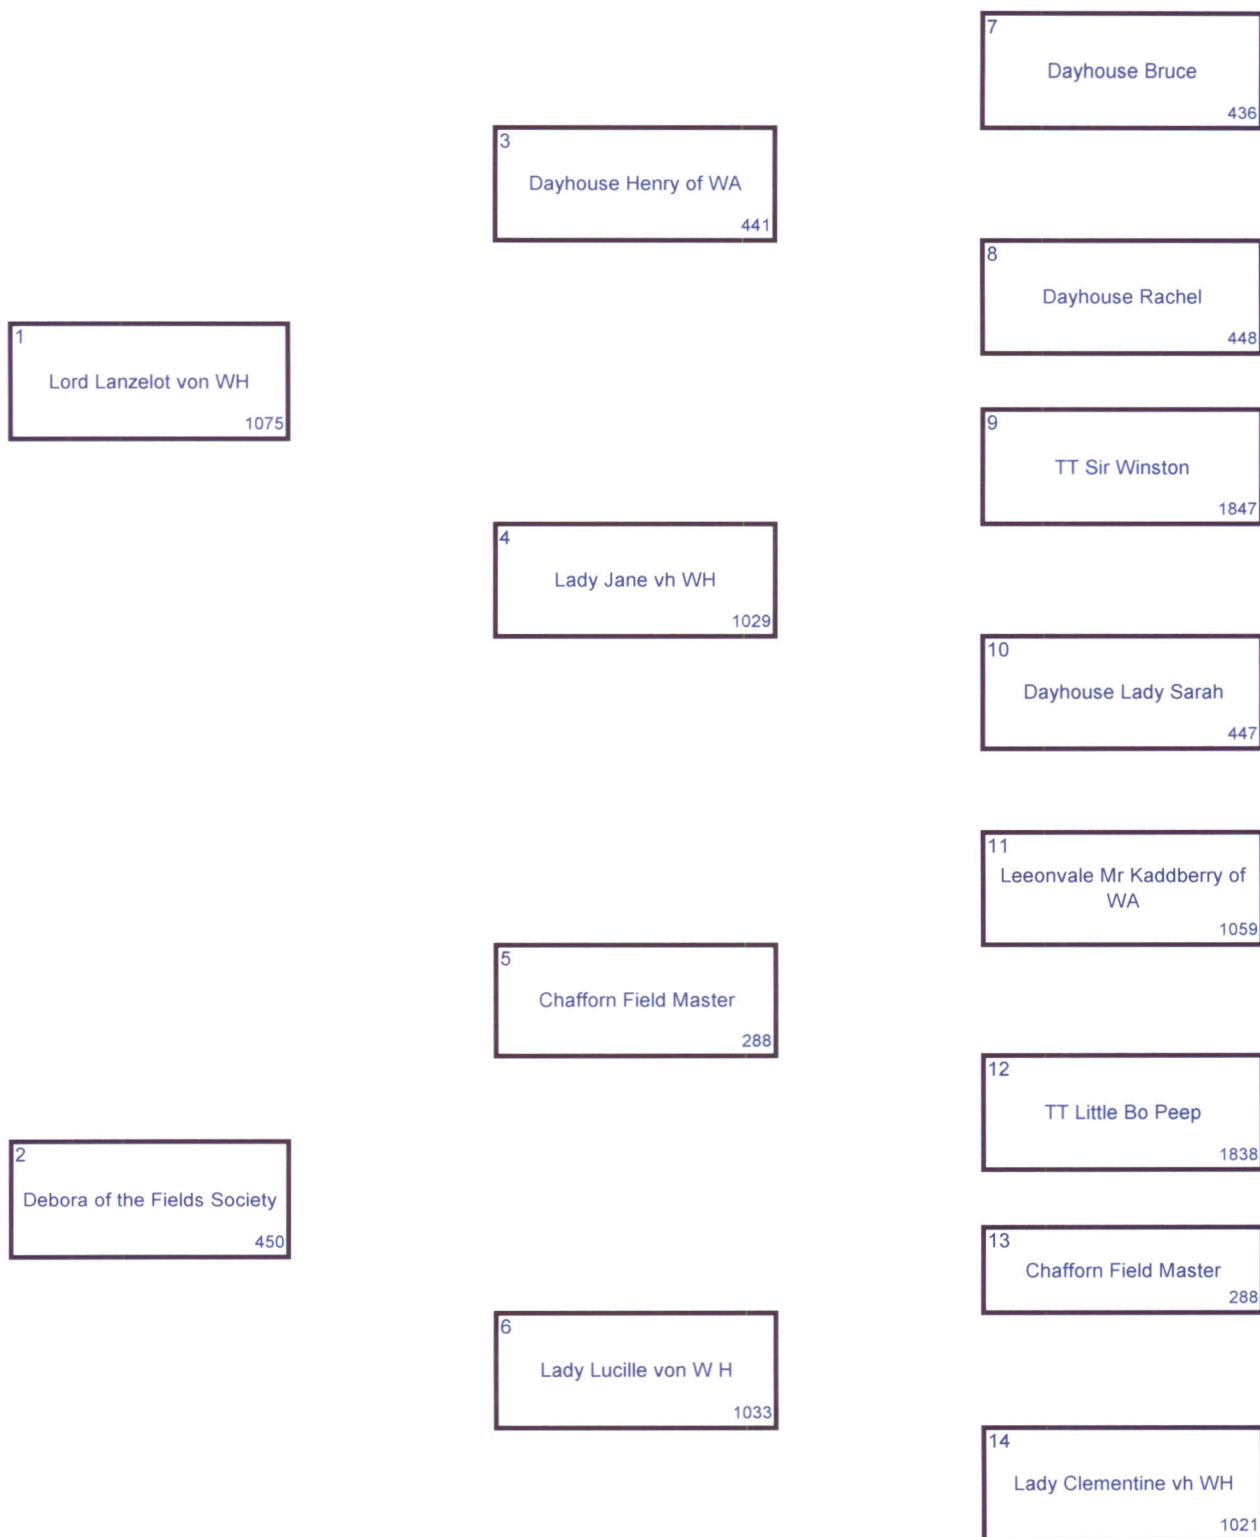 7
Dayhouse Bruce
436
3
Dayhouse Henry of WA
441
8
Dayhouse Rachel
448
1
Lord Lanzelot von WH
1075
9
TT Sir Winston
1847
4
Lady Jane vh WH
1029
10
Dayhouse Lady Sarah
447
11
Leeonvale Mr Kaddberry of
WA
1059
5
Chafforn Field Master
288
12
TT Little Bo Peep
1838
2
Debora of the Fields Society
450
13
Chafforn Field Master
288
6
Lady Lucille von W H
1033
14
Lady Clementine vh WH
1021